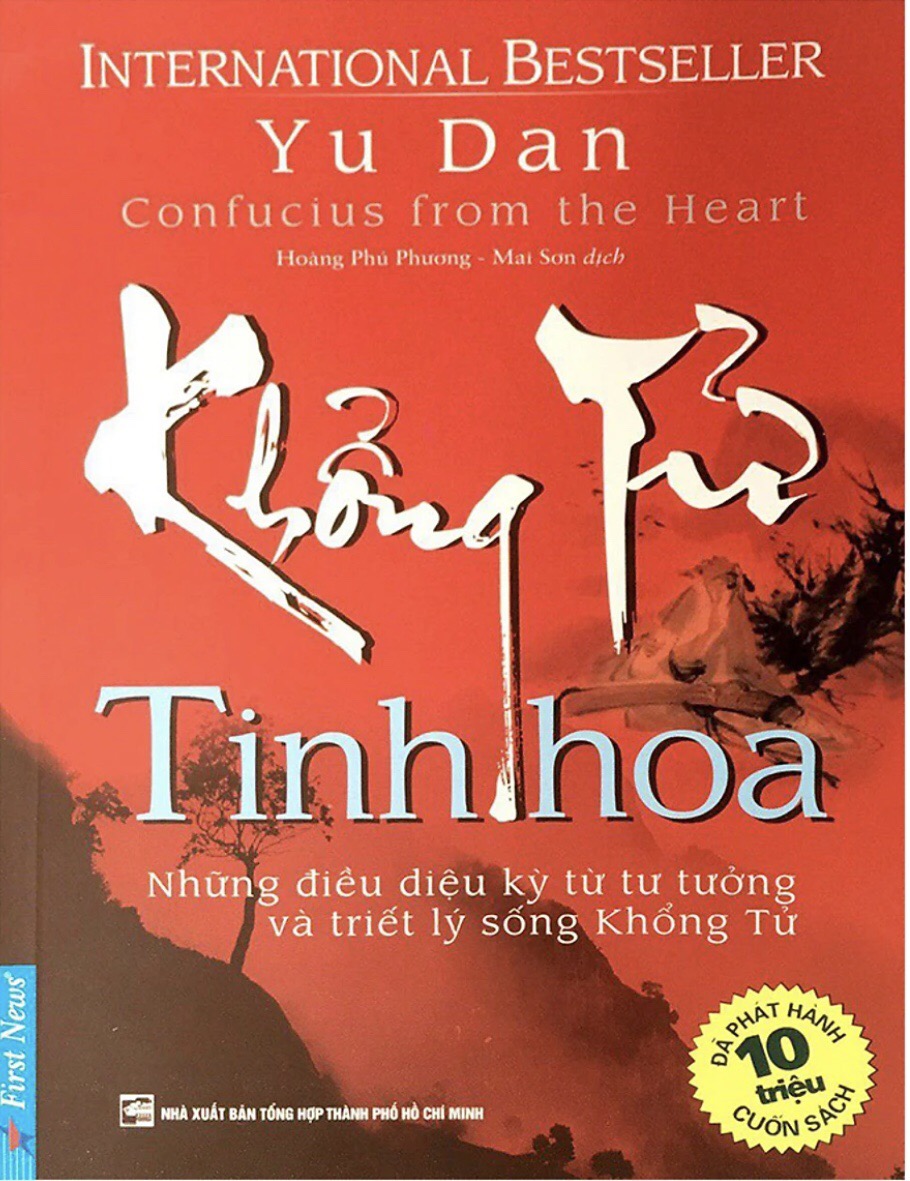 INTERNATIONAL BESTSELLER
Yu Dan
Confucius from the Heart
Hoàng Phú Phương - Mai Sơn dịch
Khổng Tử
Tinh hoa
Những điều diệu kỳ từ tư tưởng
và triết lý sống Khổng Tử
ĐÃ PHÁT HÀNH
10
triệu
CUỐN SÁCH
First News®
NHÀ XUẤT BẢN TỔNG HỢP THÀNH PHỐ HỒ CHÍ MINH